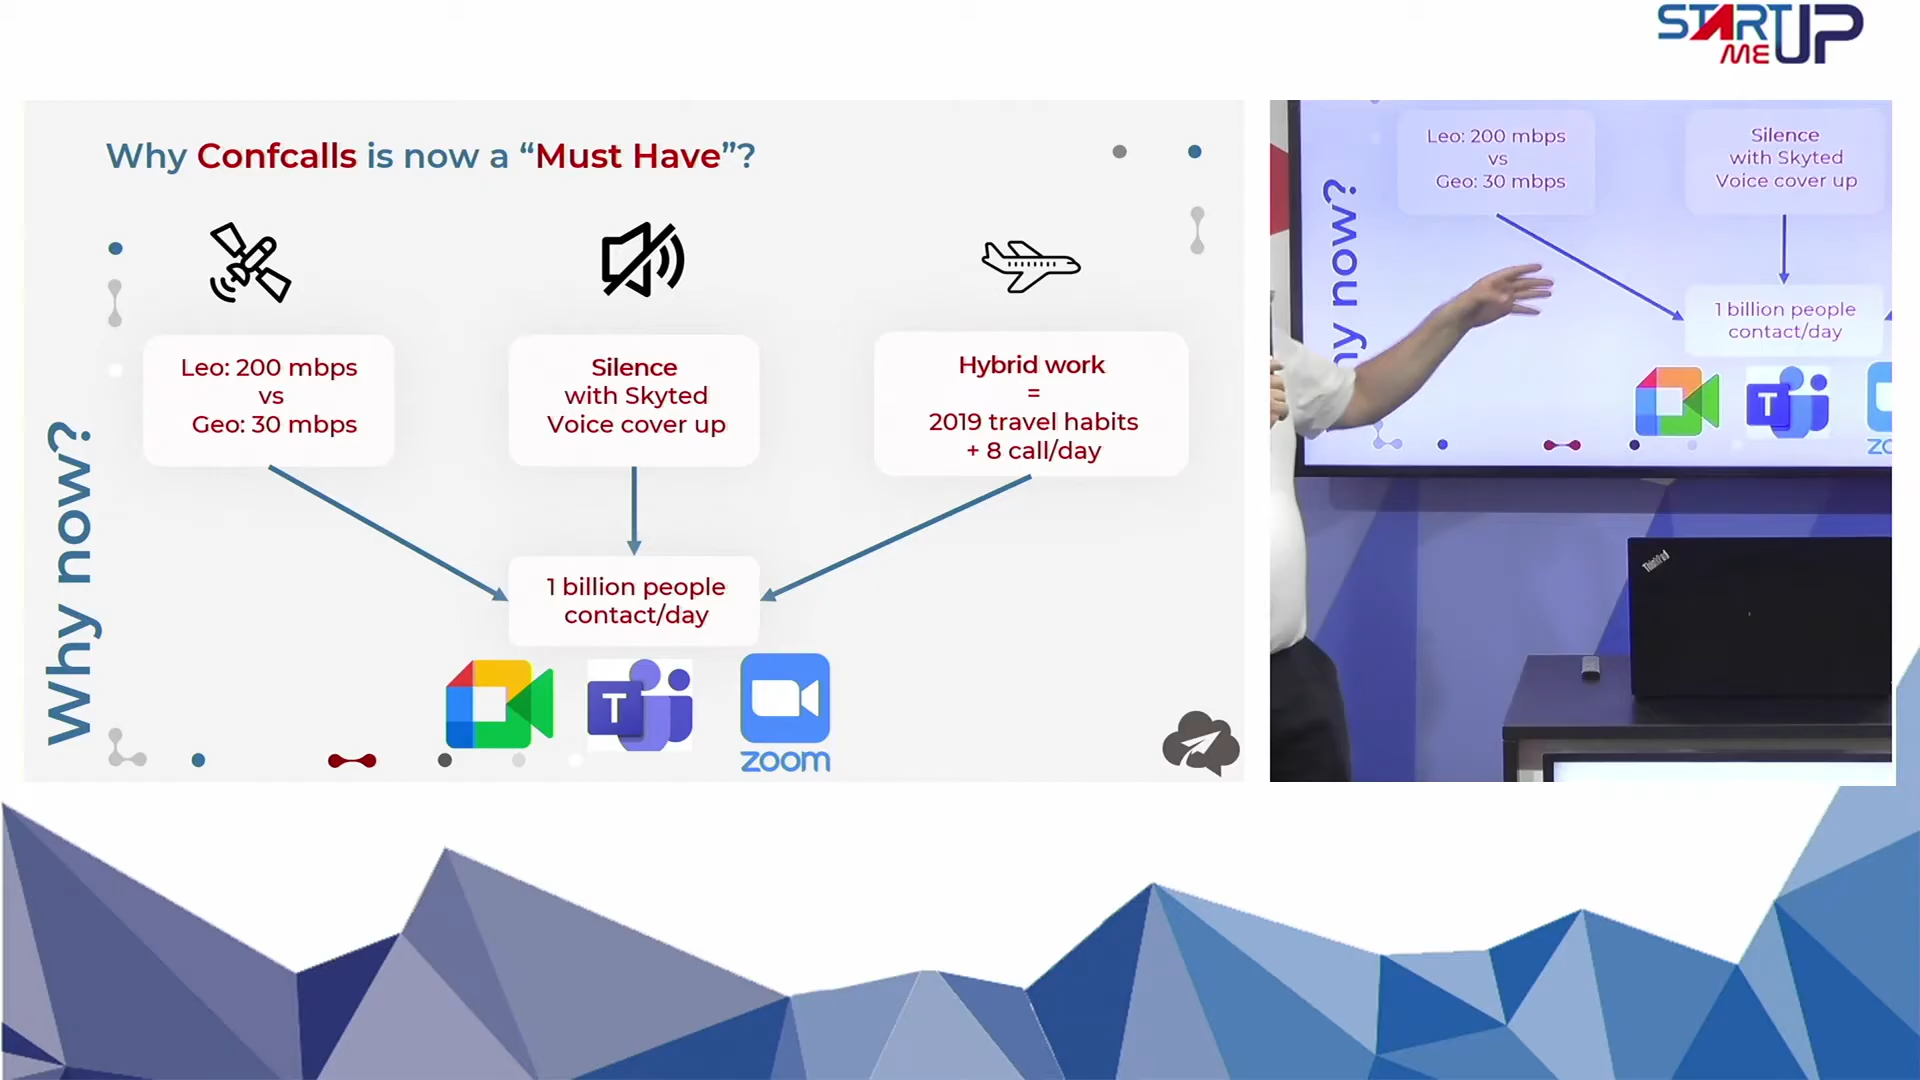 START
ME UP
Why Confcalls is now a “Must Have”?
Why now?
Leo: 200 mbps
vs
Geo: 30 mbps
Silence
with Skyted
Voice cover up
Hybrid work
=
2019 travel habits
+ 8 call/day
1 billion people
contact/day
T
zoom
Leo: 200 mbps
vs
Geo: 30 mbps
Silence
with Skyted
Voice cover up
hy now?
1 billion people
contact/day
T
zo
ThinkPad